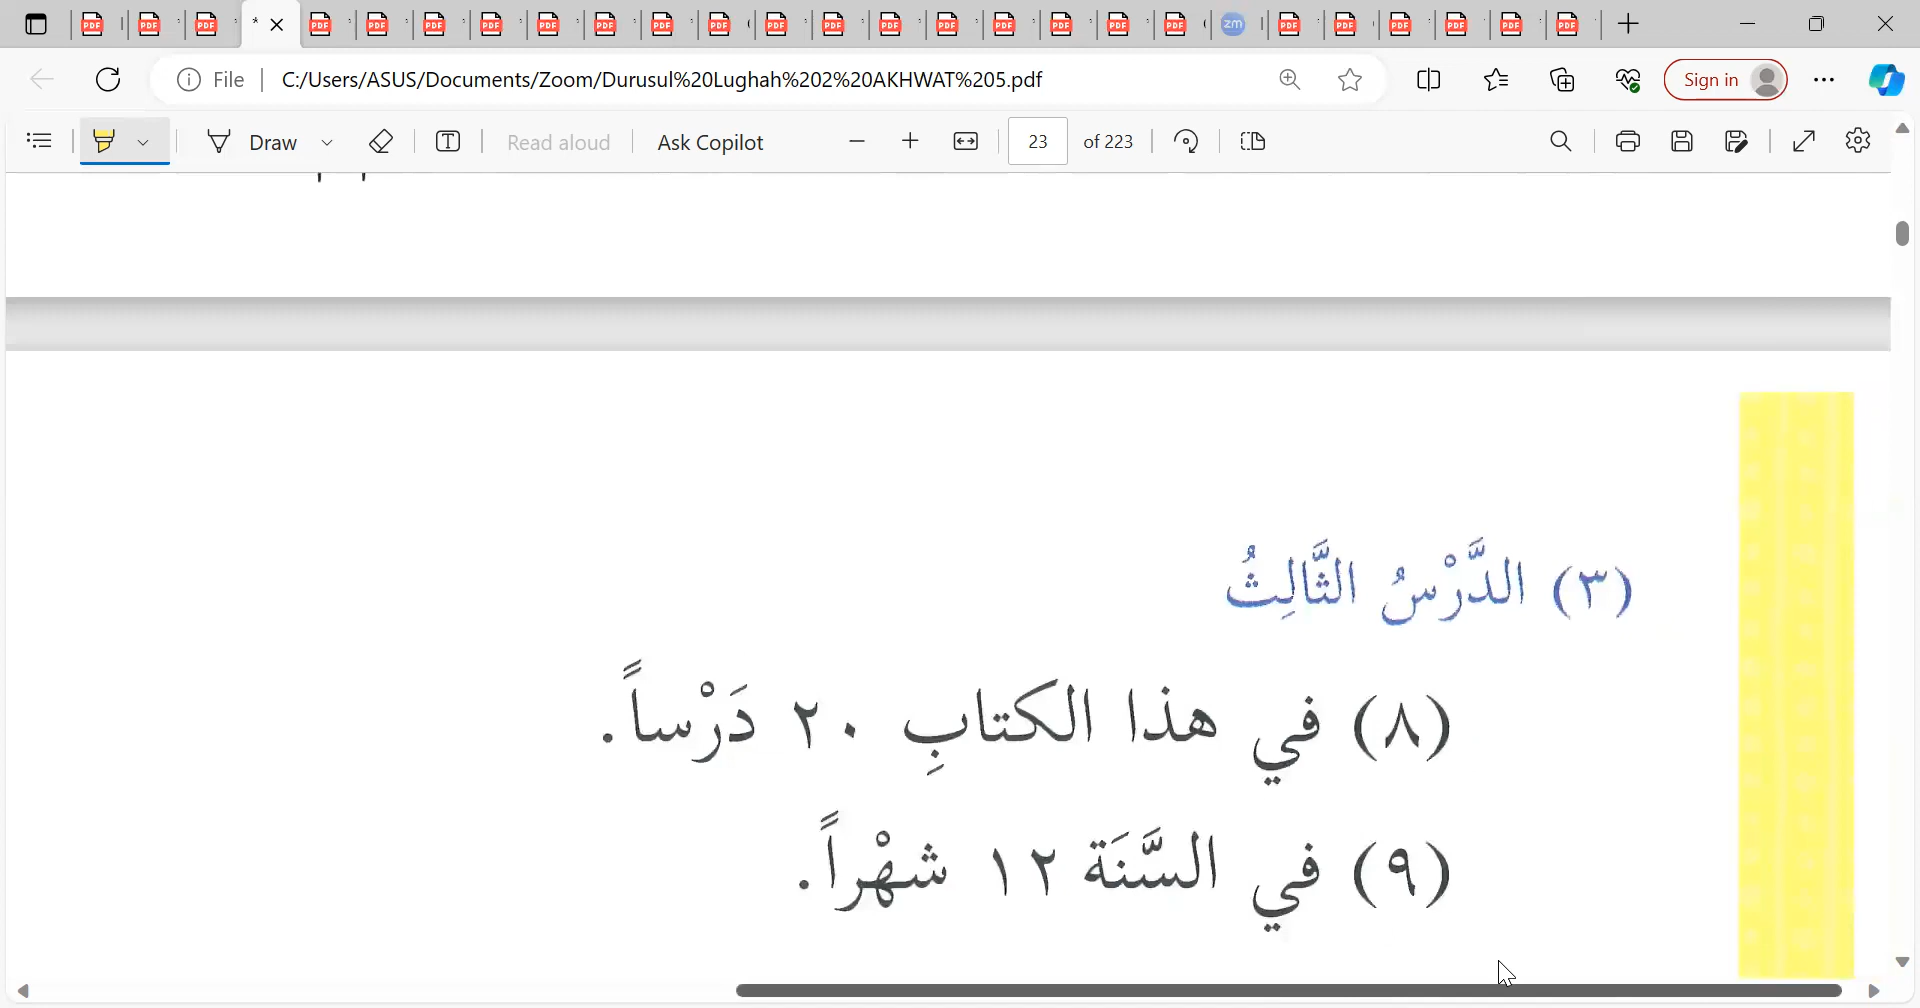 File
C:/Users/ASUS/Documents/Zoom/Durusul%20Lughah%202%20AKHWAT%205.pdf
Sign in
Draw
Read aloud
Ask Copilot
23 of 223
(٣) الدَّرْسُ الثَّالِثُ
(٨) في هذا الكتابِ ٢٠ دَرْساً.
(٩) في السَّنَة ١٢ شهْراً.